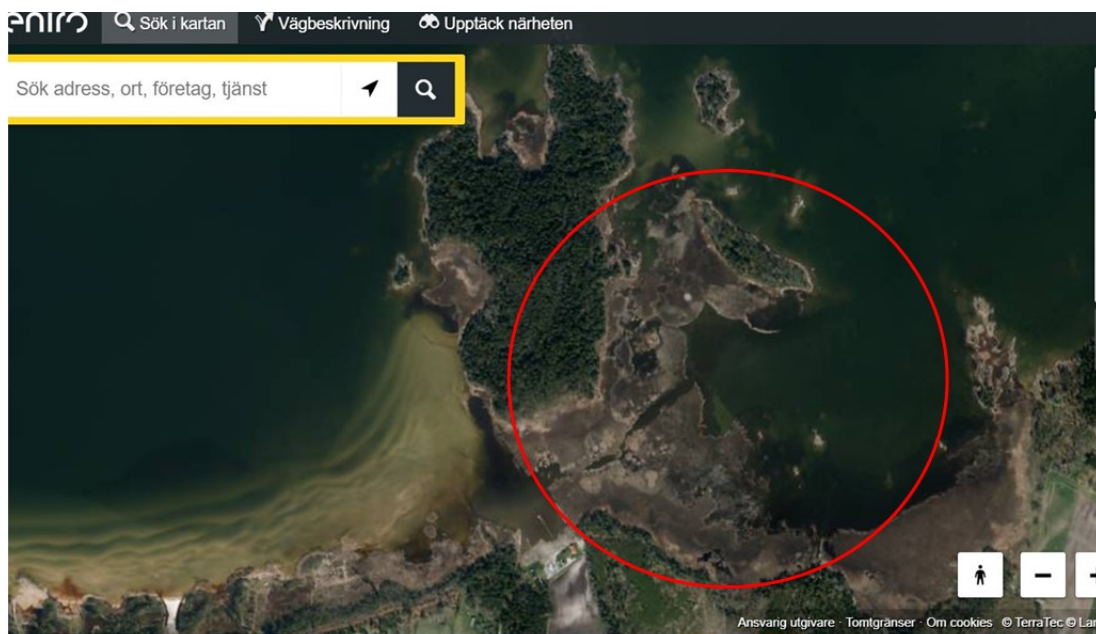 eniro Sök i kartan Vägbeskrivning Upptäck närheten
Sök adress, ort, företag, tjänst
Ansvarig utgivare · Tomtgränser · Om cookies © TerraTec ©